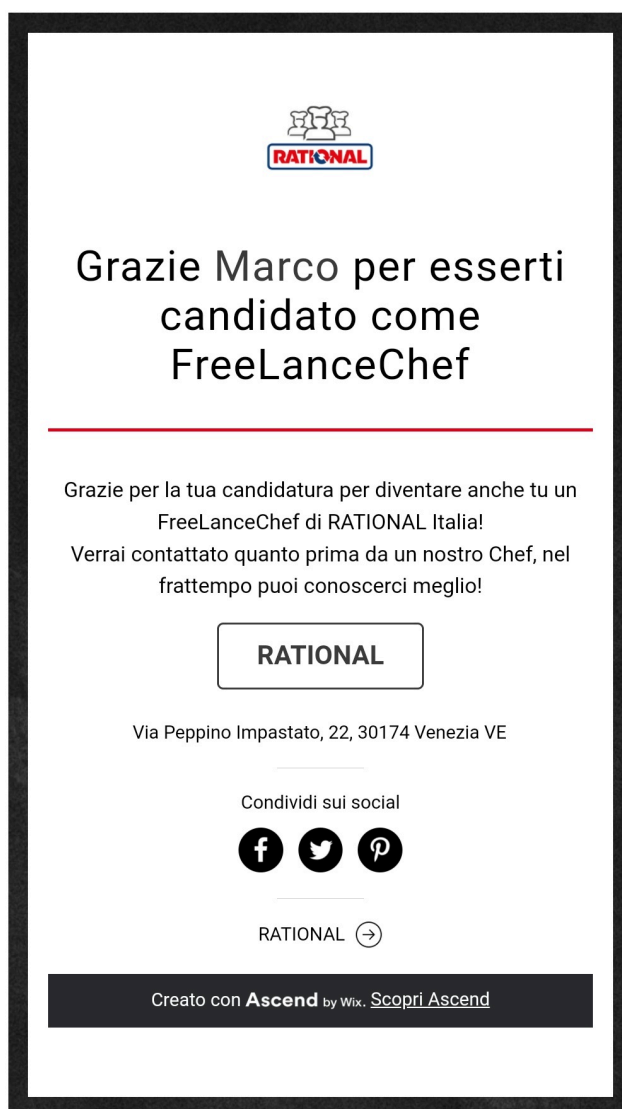 RATIONAL
Grazie Marco per esserti
candidato come
FreeLanceChef
Grazie per la tua candidatura per diventare anche tu un
FreeLanceChef di RATIONAL Italia!
Verrai contattato quanto prima da un nostro Chef, nel
frattempo puoi conoscerci meglio!
RATIONAL
Via Peppino Impastato, 22, 30174 Venezia VE
Condividi sui social
RATIONAL
Creato con Ascend by Wix. Scopri Ascend